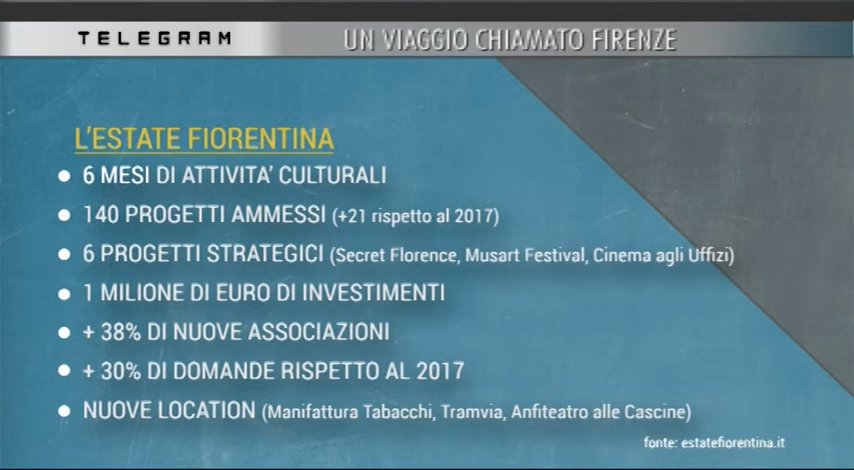 TELEGRAM
UN VIAGGIO CHIAMATO FIRENZE
L'ESTATE FIORENTINA
• 6 MESI DI ATTIVITA' CULTURALI
• 140 PROGETTI AMMESSI (+21 rispetto al 2017)
• 6 PROGETTI STRATEGICI (Secret Florence, Musart Festival, Cinema agli Uffizi)
• 1 MILIONE DI EURO DI INVESTIMENTI
• + 38% DI NUOVE ASSOCIAZIONI
• + 30% DI DOMANDE RISPETTO AL 2017
• NUOVE LOCATION (Manifattura Tabacchi, Tramvia, Anfiteatro alle Cascine)
fonte: estatefiorentina.it